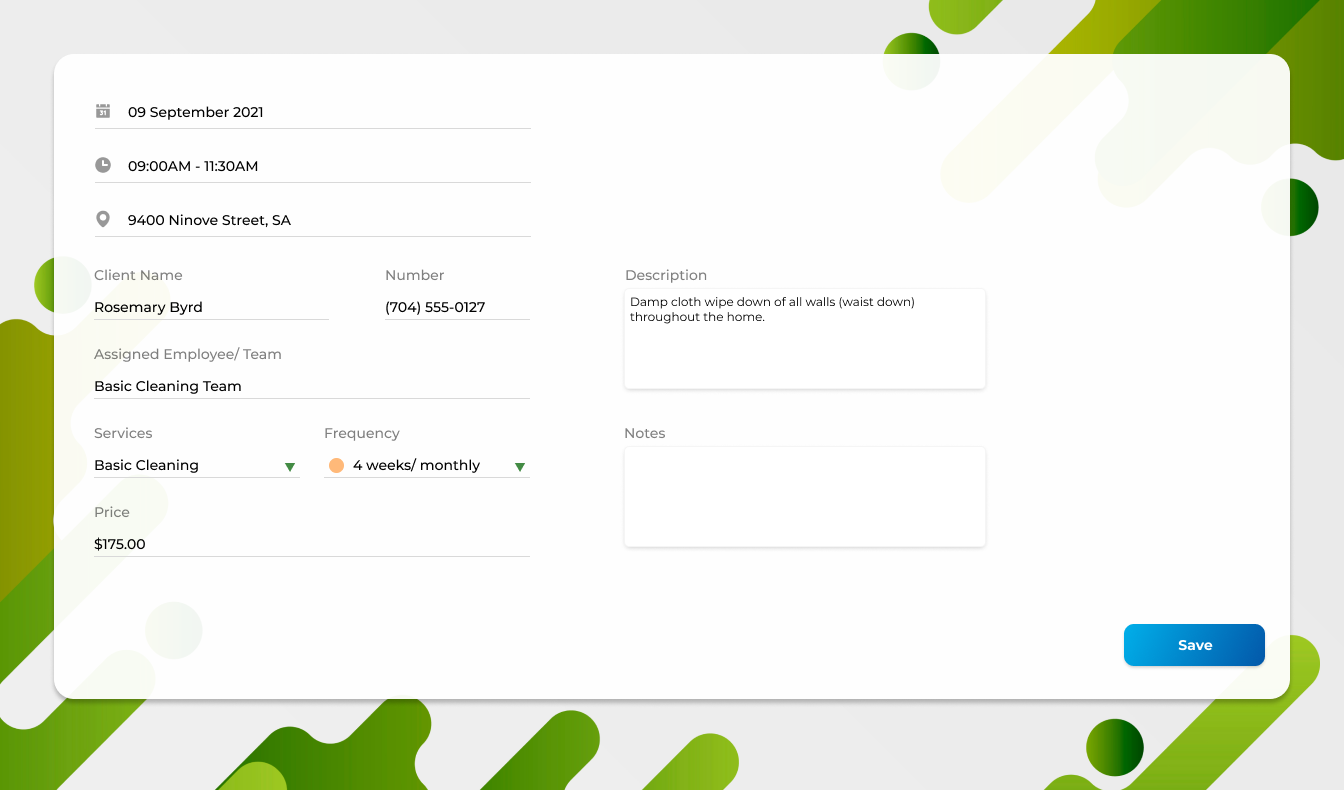 31
09 September 2021
09:00AM - 11:30AM
9400 Ninove Street, SA
Client Name
Number
Rosemary Byrd
(704) 555-0127
Assigned Employee/ Team
Basic Cleaning Team
Services
Frequency
Basic Cleaning
4 weeks/ monthly
Price
$175.00
Description
Damp cloth wipe down of all walls (waist down)
throughout the home.
Notes
Save